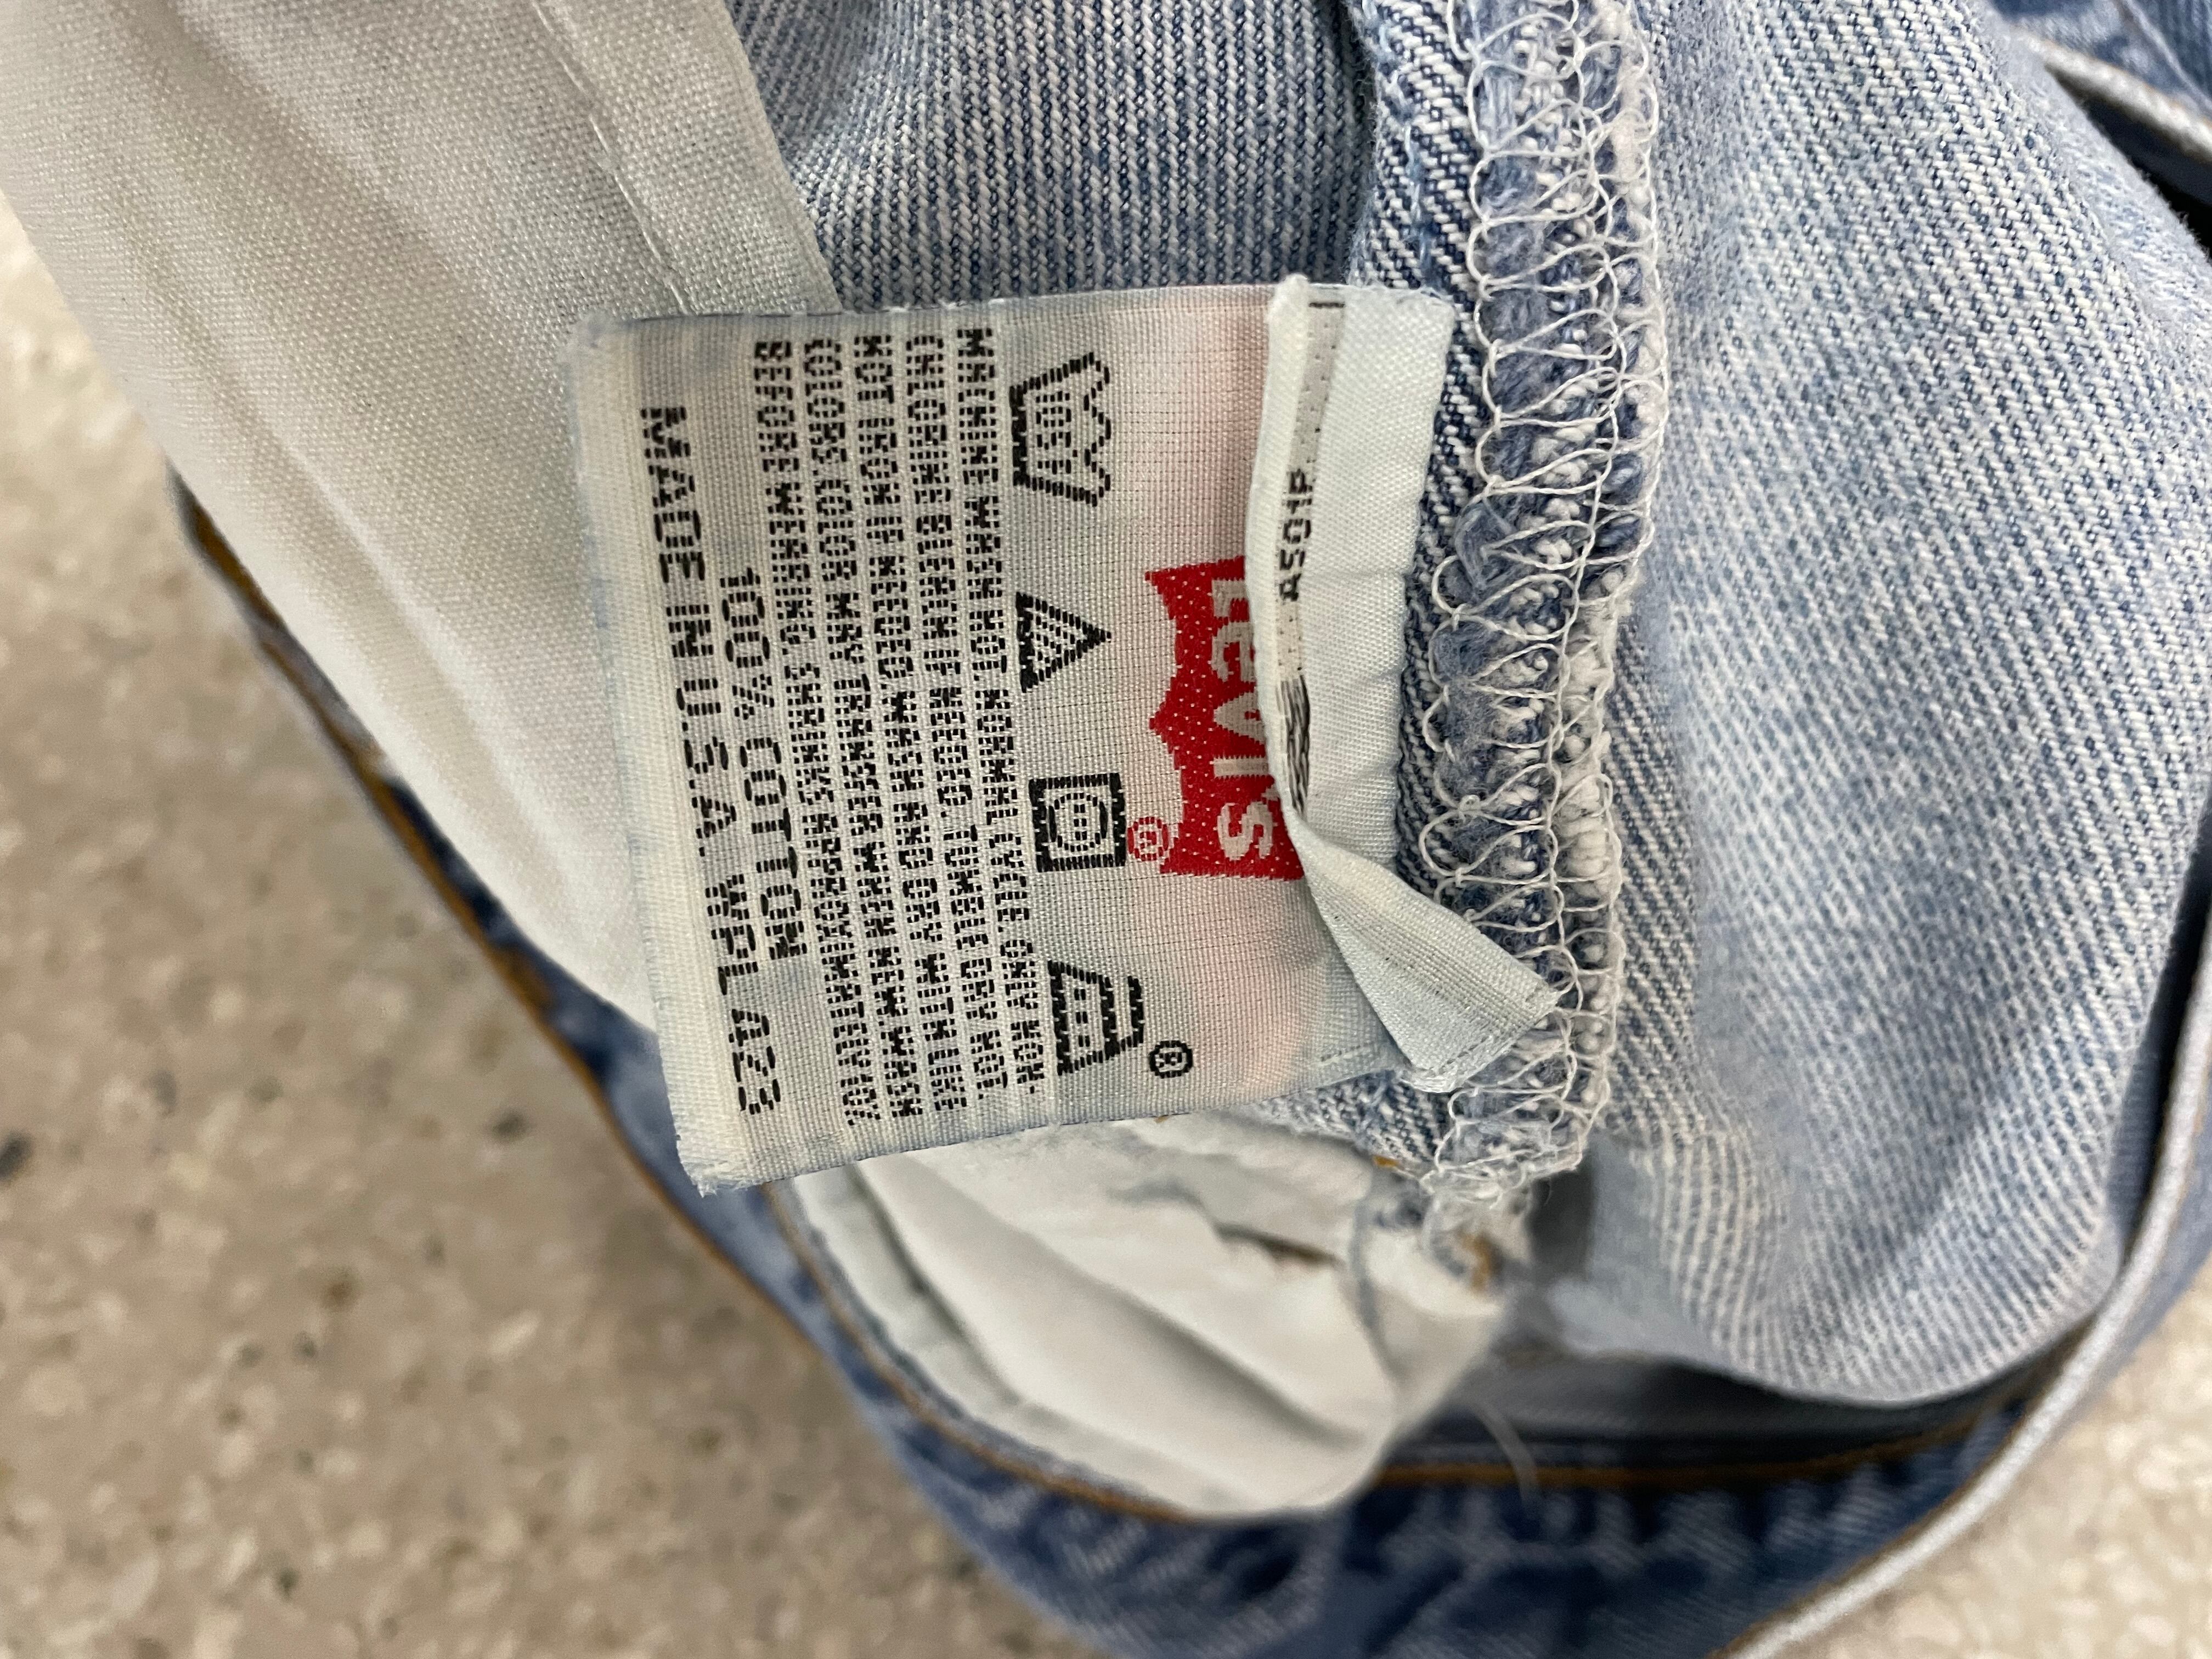 A501P
Levi's
©
®
MACHINE WASH HOT NORMAL CYCLE. ONLY NON-
CHLORINE BLEACH IF NEEDED. TUMBLE DRY HOT.
HOT IRON IF NEEDED WASH AND DRY WITH LIKE
COLORS. COLOR MAY TRANSFER WHEN NEW. WASH
BEFORE WEARING. SHRINKS APPROXIMATELY 10%
100% COTTON
MADE IN U.S.A. WPL 423